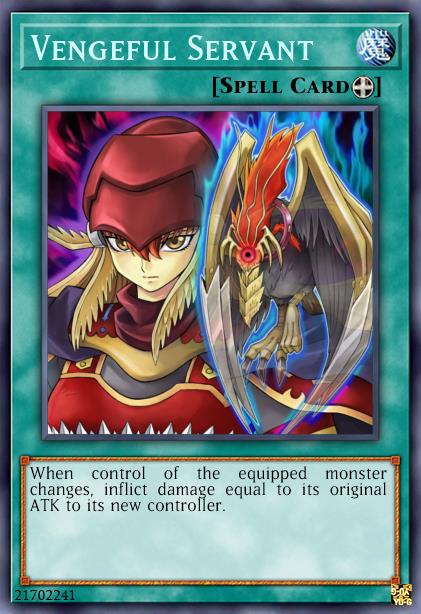 Vengeful Servant
魔
[Spell Card]
When control of the equipped monster
changes, inflict damage equal to its original
ATK to its new controller.
21702241